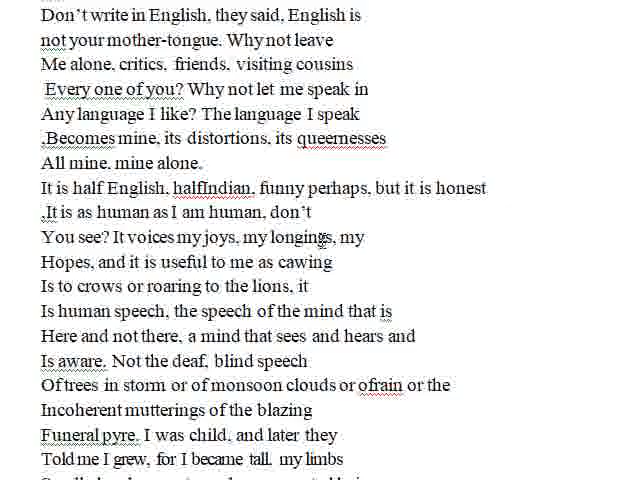 Don't write in English, they said, English is
not your mother-tongue. Why not leave
Me alone, critics, friends, visiting cousins
Every one of you? Why not let me speak in
Any language I like? The language I speak
,Becomes mine, its distortions, its queernesses
All mine, mine alone.
It is half English, halfIndian, funny perhaps, but it is honest
,It is as human as I am human, don't
You see? It voices my joys, my longings, my
Hopes, and it is useful to me as cawing
Is to crows or roaring to the lions, it
Is human speech, the speech of the mind that is
Here and not there, a mind that sees and hears and
Is aware. Not the deaf, blind speech
Of trees in storm or of monsoon clouds or ofrain or the
Incoherent mutterings of the blazing
Funeral pyre. I was child, and later they
Told me I grew, for I became tall, my limbs